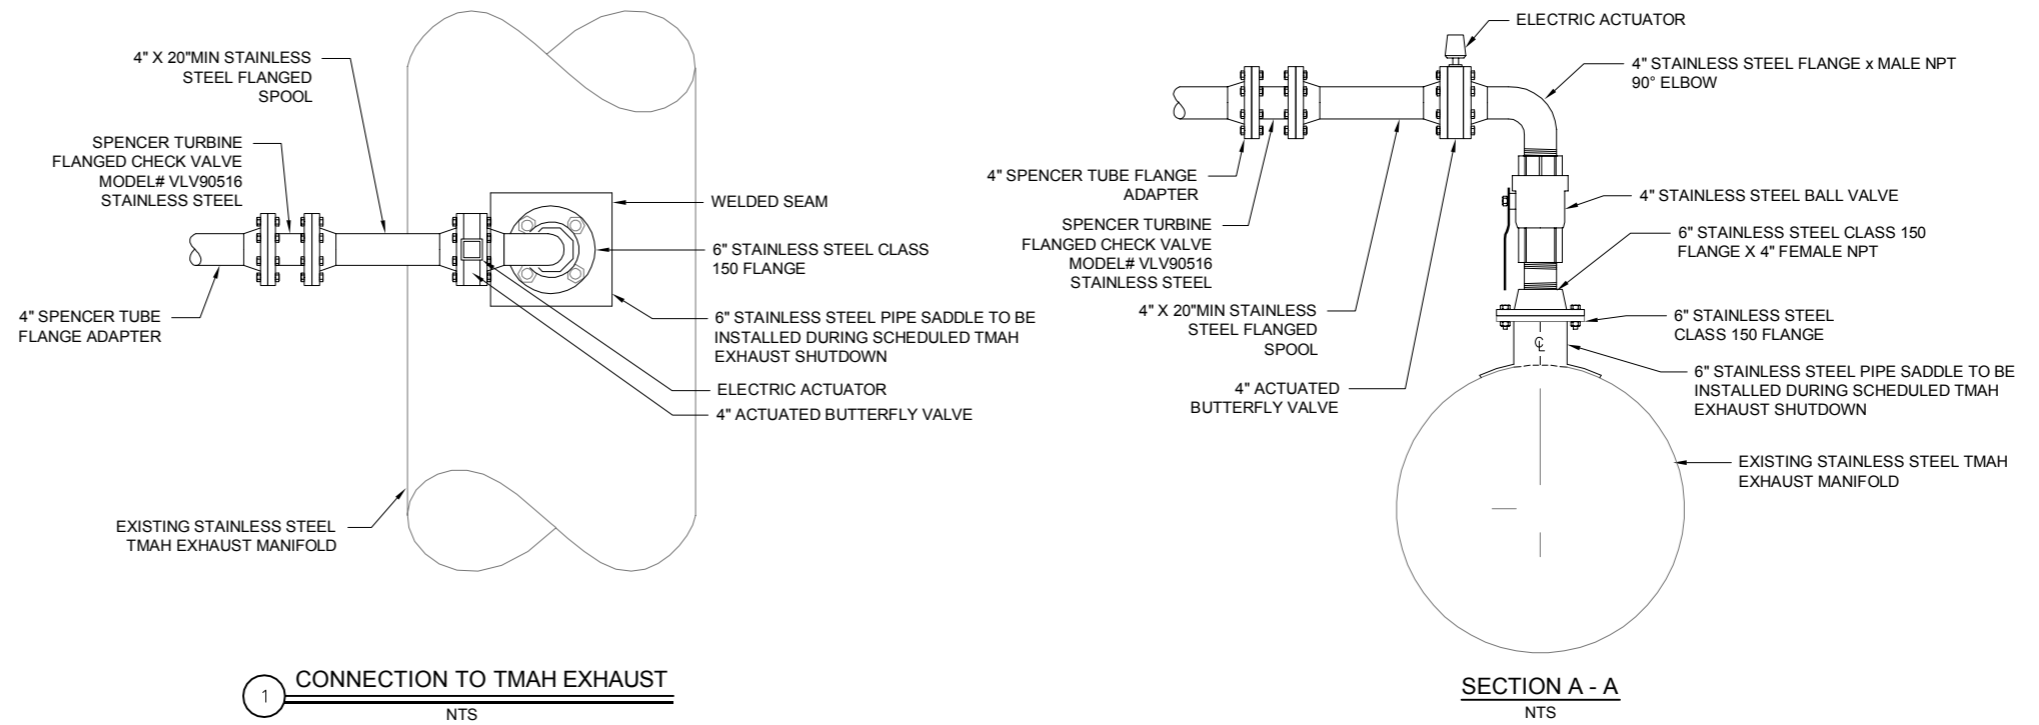 4" X 20"MIN STAINLESS
STEEL FLANGED
SPOOL
SPENCER TURBINE
FLANGED CHECK VALVE
MODEL# VLV90516
STAINLESS STEEL
4" SPENCER TUBE
FLANGE ADAPTER
EXISTING STAINLESS STEEL
TMAH EXHAUST MANIFOLD
WELDED SEAM
6" STAINLESS STEEL CLASS
150 FLANGE
6" STAINLESS STEEL PIPE SADDLE TO BE
INSTALLED DURING SCHEDULED TMAH
EXHAUST SHUTDOWN
ELECTRIC ACTUATOR
4" ACTUATED BUTTERFLY VALVE
1
CONNECTION TO TMAH EXHAUST
NTS
4" SPENCER TUBE FLANGE
ADAPTER
SPENCER TURBINE
FLANGED CHECK VALVE
MODEL# VLV90516
STAINLESS STEEL
4" X 20"MIN STAINLESS
STEEL FLANGED
SPOOL
4" ACTUATED
BUTTERFLY VALVE
ELECTRIC ACTUATOR
4" STAINLESS STEEL FLANGE x MALE NPT
90° ELBOW
4" STAINLESS STEEL BALL VALVE
6" STAINLESS STEEL CLASS 150
FLANGE X 4" FEMALE NPT
6" STAINLESS STEEL
CLASS 150 FLANGE
℄
6" STAINLESS STEEL PIPE SADDLE TO BE
INSTALLED DURING SCHEDULED TMAH
EXHAUST SHUTDOWN
EXISTING STAINLESS STEEL TMAH
EXHAUST MANIFOLD
SECTION A - A
NTS